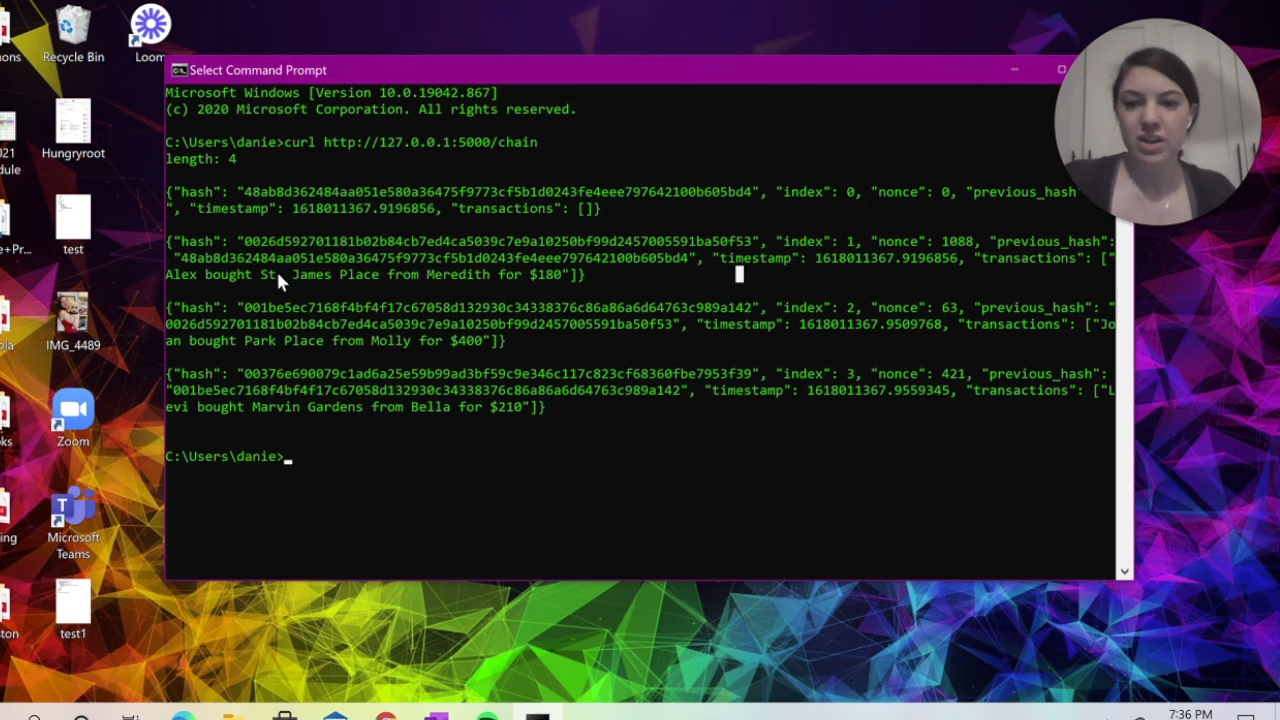 Recycle Bin
Loom
Select Command Prompt
Microsoft Windows [Version 10.0.19042.867]
(c) 2020 Microsoft Corporation. All rights reserved.
C:\Users\danie>curl http://127.0.0.1:5000/chain
length: 4
{"hash": "48ab8d362484aa051e580a36475f9773cf5b1d0243fe4eee797642100b605bd4", "index": 0, "nonce": 0, "previous_hash
", "timestamp": 1618011367.9196856, "transactions": []}
{"hash": "0026d592701181b02b84cb7ed4ca5039c7e9a10250bf99d2457005591ba50f53", "index": 1, "nonce": 1088, "previous_hash":
"48ab8d362484aa051e580a36475f9773cf5b1d0243fe4eee797642100b605bd4", "timestamp": 1618011367.9196856, "transactions": ["
Alex bought St. James Place from Meredith for $180"]}
{"hash": "001be5ec7168f4bf4f17c67058d132930c34338376c86a86a6d64763c989a142", "index": 2, "nonce": 63, "previous_hash": "
0026d592701181b02b84cb7ed4ca5039c7e9a10250bf99d2457005591ba50f53", "timestamp": 1618011367.9509768, "transactions": ["Jo
an bought Park Place from Molly for $400"]}
{"hash": "00376e690079c1ad6a25e59b99ad3bf59c9e346c117c823cf68360fbe7953f39", "index": 3, "nonce": 421, "previous_hash":
"001be5ec7168f4bf4f17c67058d132930c34338376c86a86a6d64763c989a142", "timestamp": 1618011367.9559345, "transactions": ["L
evi bought Marvin Gardens from Bella for $210"]}
C:\Users\danie>
Hungryroot
test
IMG_4489
Zoom
Microsoft
Teams
test1
7:36 PM